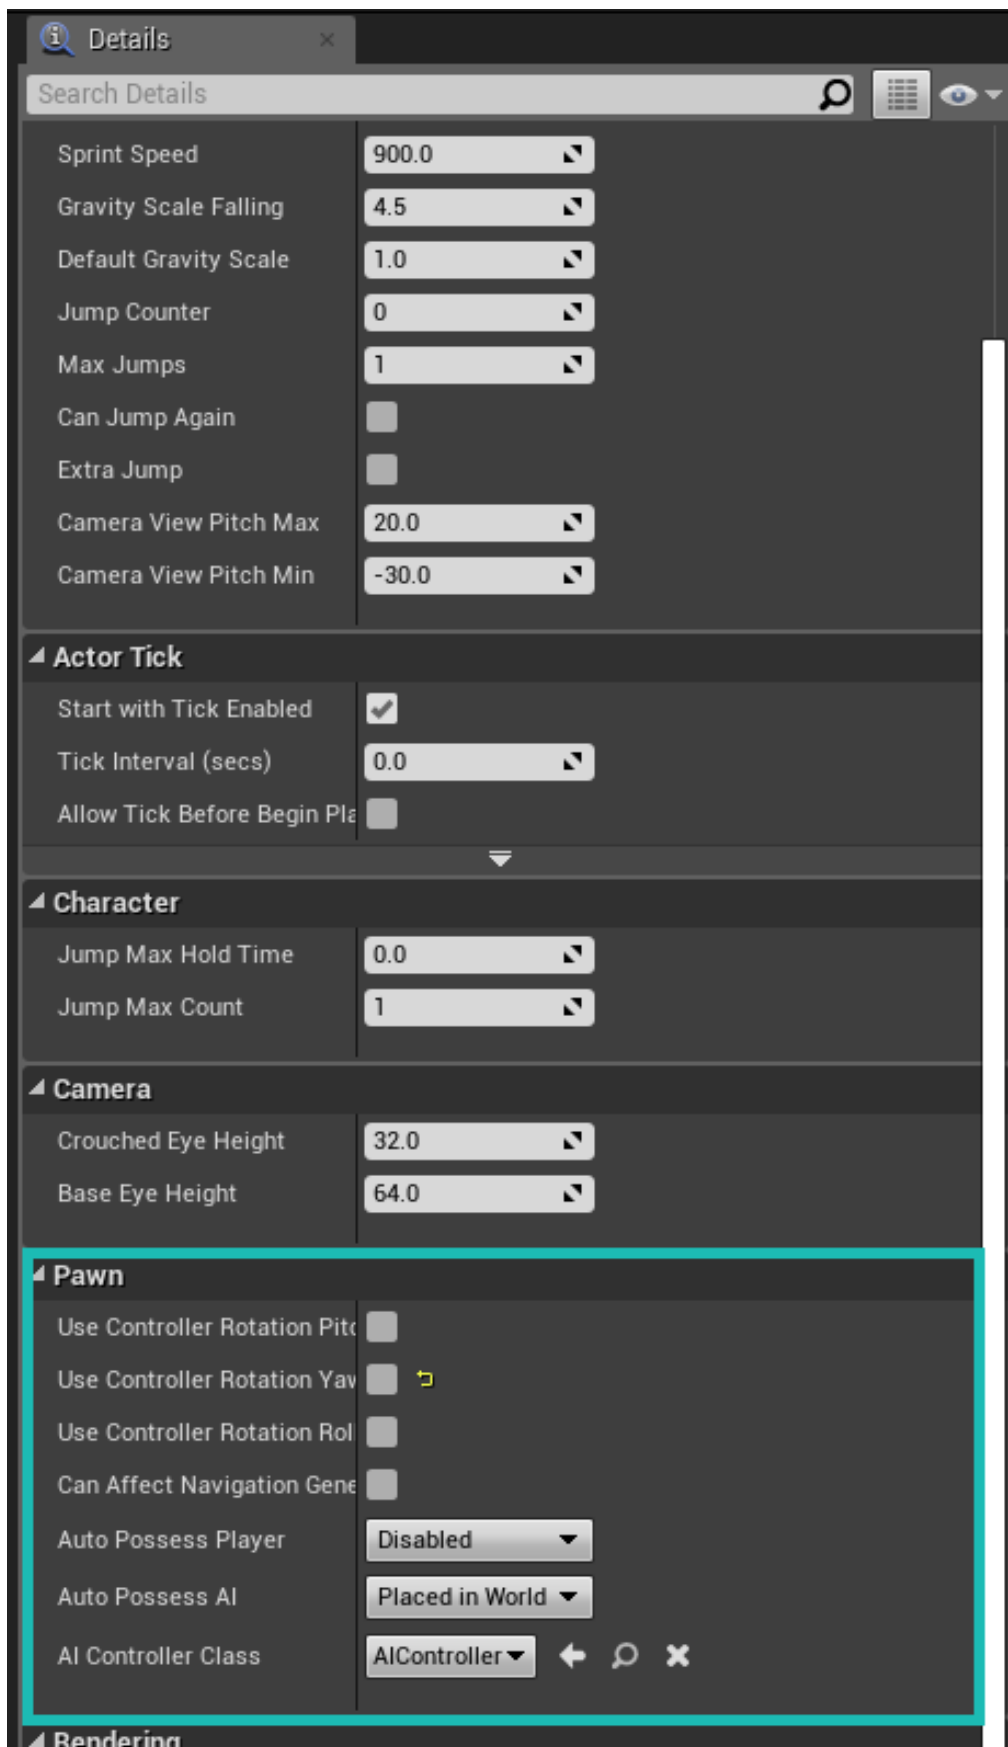 Details
Search Details
Sprint Speed 900.0
Gravity Scale Falling 4.5
Default Gravity Scale 1.0
Jump Counter 0
Max Jumps 1
Can Jump Again
Extra Jump
Camera View Pitch Max 20.0
Camera View Pitch Min -30.0
Actor Tick
Start with Tick Enabled
Tick Interval (secs) 0.0
Allow Tick Before Begin Pla
Character
Jump Max Hold Time 0.0
Jump Max Count 1
Camera
Crouched Eye Height 32.0
Base Eye Height 64.0
Pawn
Use Controller Rotation Pitc
Use Controller Rotation Yaw
Use Controller Rotation Rol
Can Affect Navigation Gene
Auto Possess Player Disabled
Auto Possess AI Placed in World
AI Controller Class AIController
Rendering